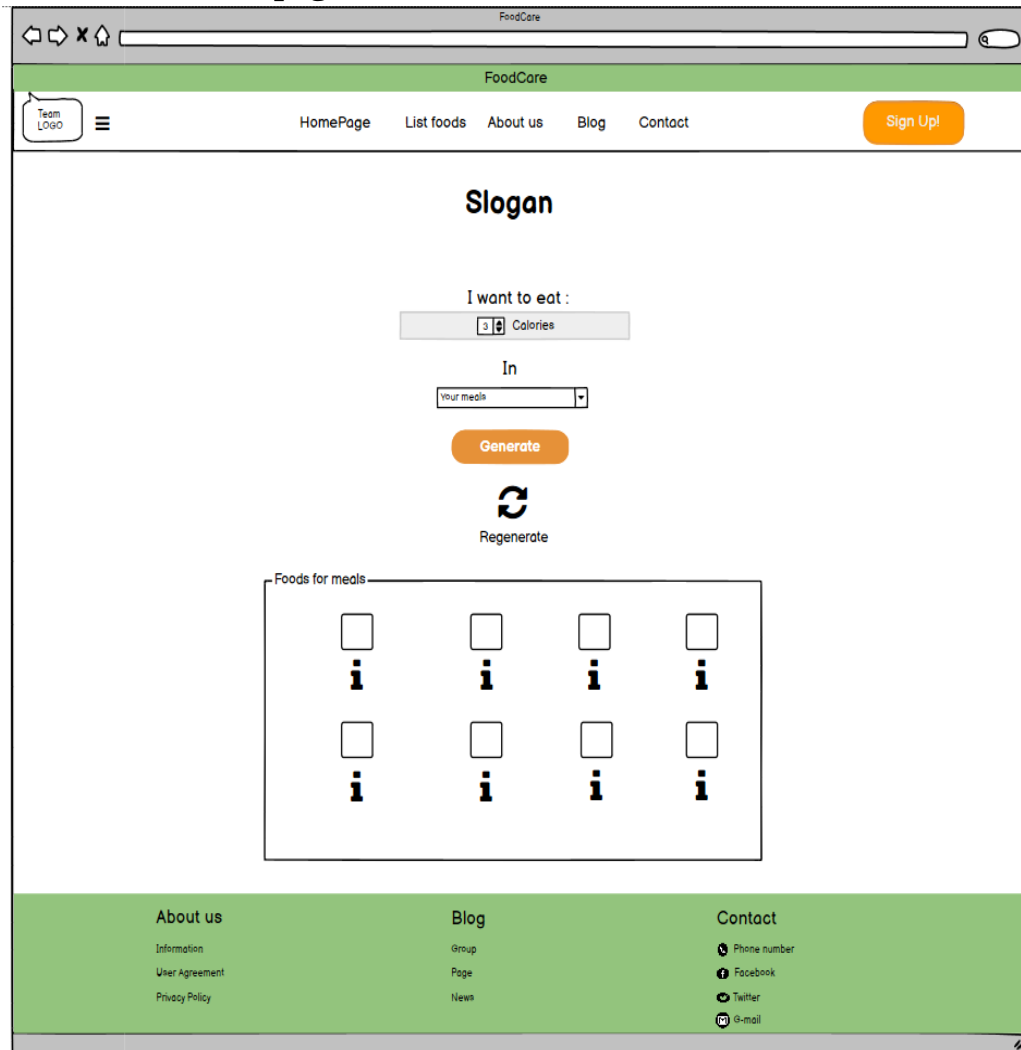 FoodCare
FoodCare
Team
LOGO
HomePage List foods About us Blog Contact
Sign Up!
Slogan
I want to eat :
3 Calories
In
Your meals
Generate
Regenerate
Foods for meals
i i i i
i i i i
About us Blog Contact
Information Group Phone number
User Agreement Page Facebook
Privacy Policy News Twitter
G-mail